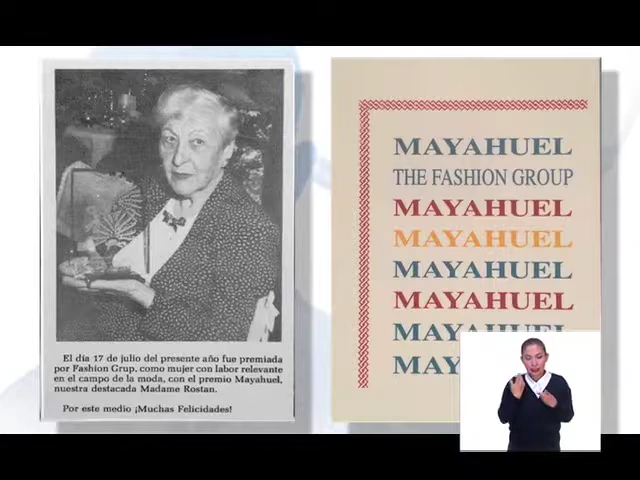 El día 17 de julio del presente año fue premiada
por Fashion Grup, como mujer con labor relevante
en el campo de la moda, con el premio Mayahuel,
nuestra destacada Madame Rostan.
Por este medio ¡Muchas Felicidades!
MAYAHUEL
THE FASHION GROUP
MAYAHUEL
MAYAHUEL
MAYAHUEL
MAYAHUEL
MAYAHUEL
MAYA